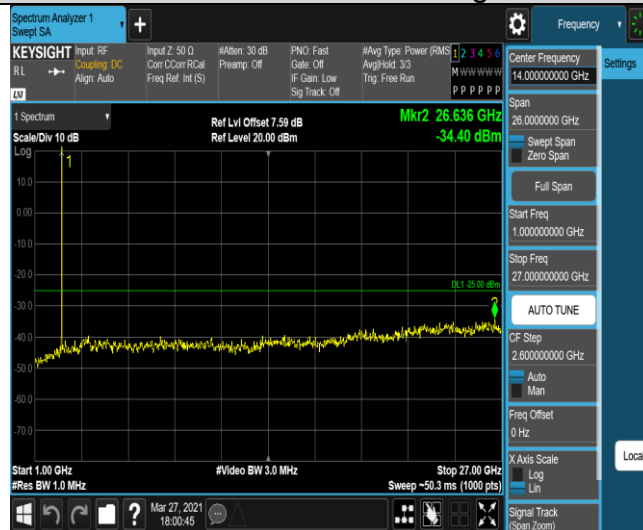 Spectrum Analyzer 1
Swept SA
+
Frequency
KEYSIGHT
RL
LXI
Input: RF
Coupling: DC
Align: Auto
Input Z: 50 Ω
Corr CCorr RCal
Freq Ref: Int (S)
#Atten: 30 dB
Preamp: Off
PNO: Fast
Gate: Off
IF Gain: Low
Sig Track: Off
#Avg Type: Power (RMS
Avg|Hold: 3/3
Trig: Free Run
1 2 3 4 5 6
M W W W W W
P P P P P P
Center Frequency
14.000000000 GHz
Settings
Span
26.0000000 GHz
Swept Span
Zero Span
Full Span
Start Freq
1.000000000 GHz
Stop Freq
27.000000000 GHz
AUTO TUNE
CF Step
2.600000000 GHz
Auto
Man
Freq Offset
0 Hz
X Axis Scale
Log
Lin
Local
Signal Track
(Span Zoom)
1 Spectrum
Scale/Div 10 dB
Log
Ref Lvl Offset 7.59 dB
Ref Level 20.00 dBm
Mkr2 26.636 GHz
-34.40 dBm
1
10.0
0.00
-10.0
-20.0
DL1 -25.00 dBm
2
-30.0
-40.0
-50.0
-60.0
-70.0
Start 1.00 GHz
#Res BW 1.0 MHz
#Video BW 3.0 MHz
Stop 27.00 GHz
Sweep ~50.3 ms (1000 pts)
?
Mar 27, 2021
18:00:45